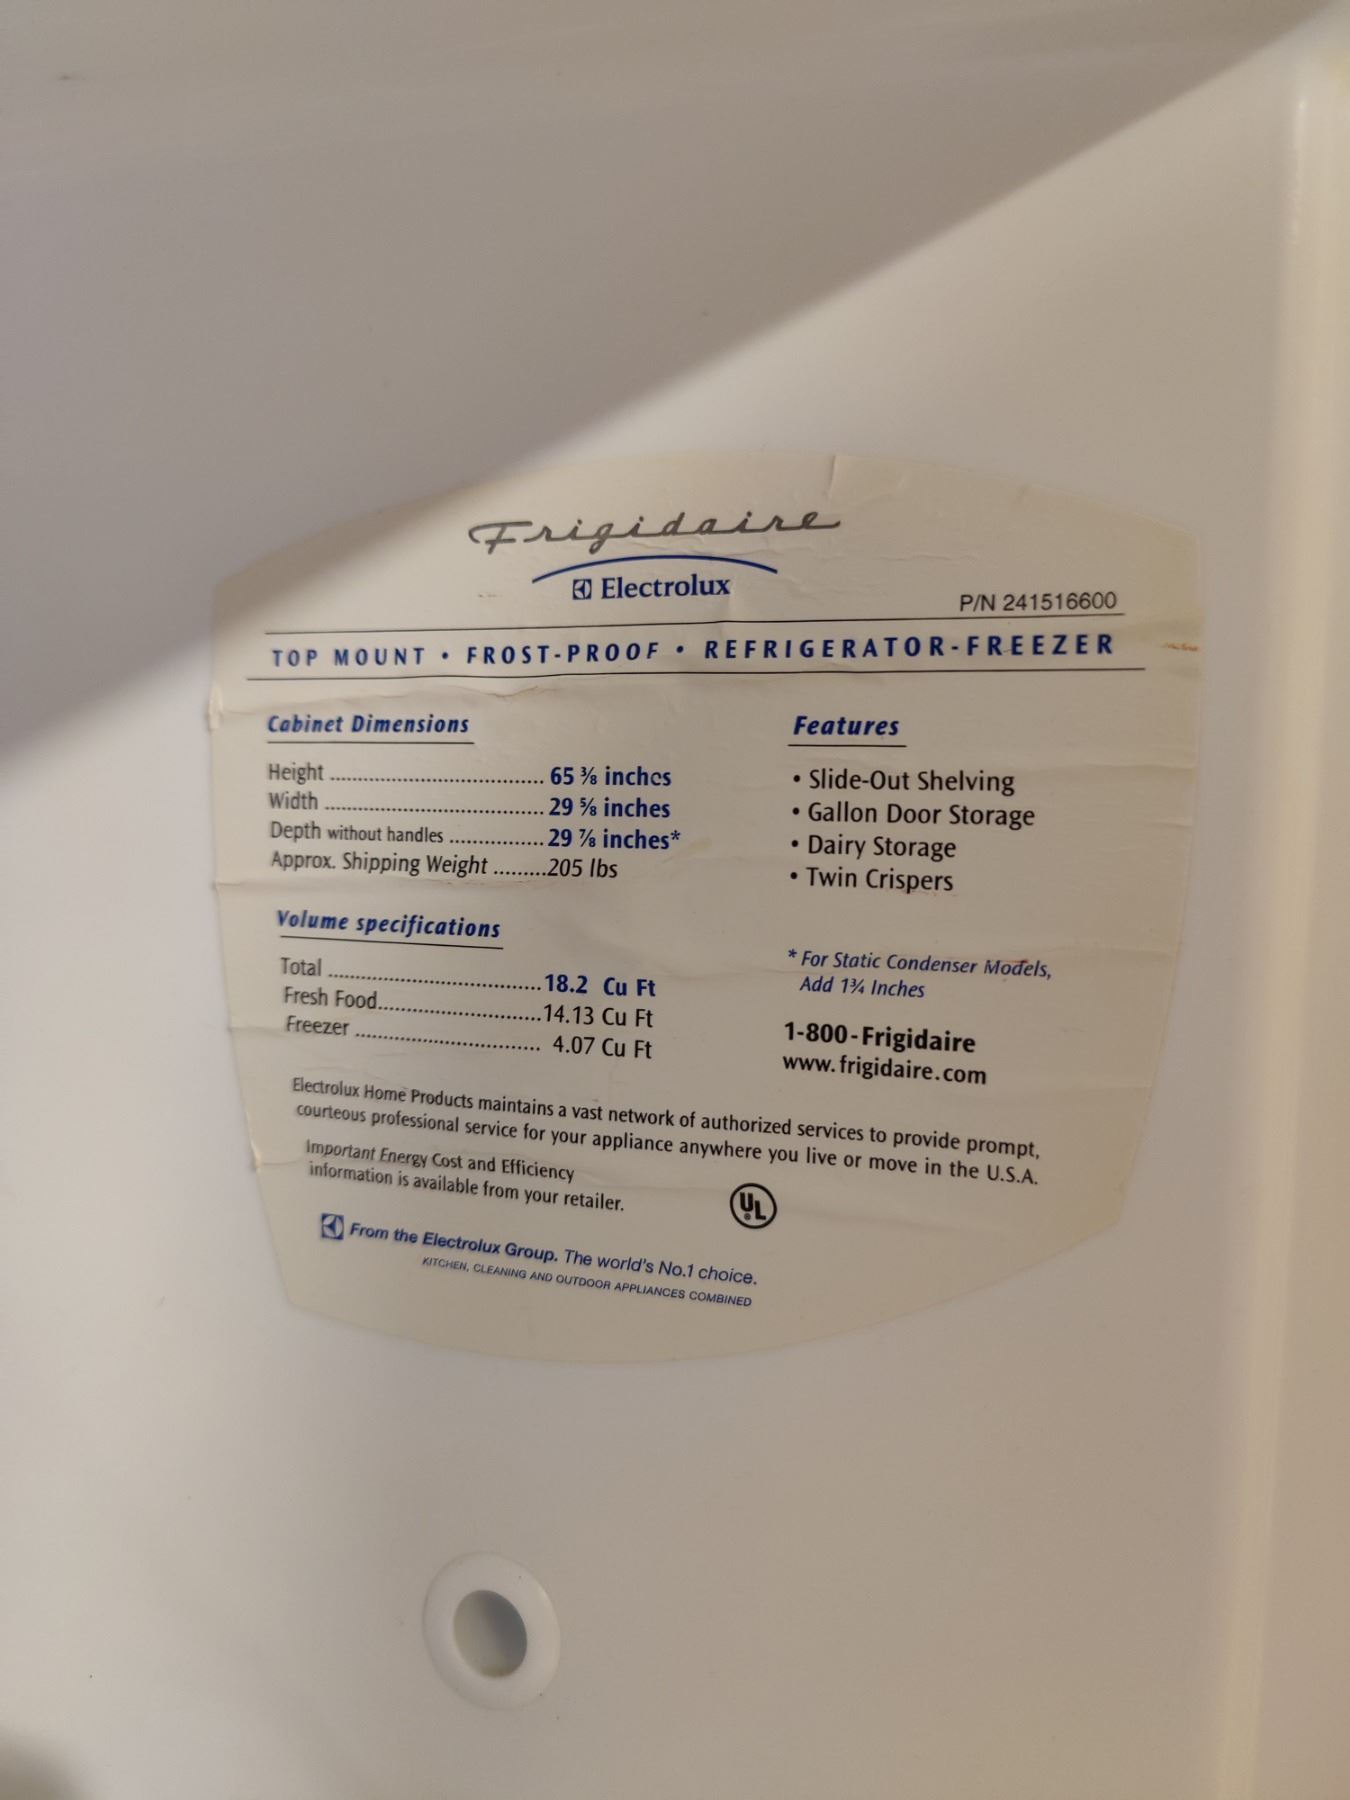 Frigidaire
Electrolux
P/N 241516600
TOP MOUNT • FROST-PROOF • REFRIGERATOR-FREEZER
Cabinet Dimensions
Height ................................ 65 ⅜ inches
Width ................................. 29 ⅝ inches
Depth without handles ................ 29 ⅞ inches*
Approx. Shipping Weight .........205 lbs
Volume specifications
Total ................................18.2 Cu Ft
Fresh Food.........................14.13 Cu Ft
Freezer ............................ 4.07 Cu Ft
Features
• Slide-Out Shelving
• Gallon Door Storage
• Dairy Storage
• Twin Crispers
* For Static Condenser Models,
Add 1¾ Inches
1-800-Frigidaire
www.frigidaire.com
Electrolux Home Products maintains a vast network of authorized services to provide prompt,
courteous professional service for your appliance anywhere you live or move in the U.S.A.
Important Energy Cost and Efficiency
information is available from your retailer.
UL
®
From the Electrolux Group. The world's No.1 choice.
KITCHEN, CLEANING AND OUTDOOR APPLIANCES COMBINED